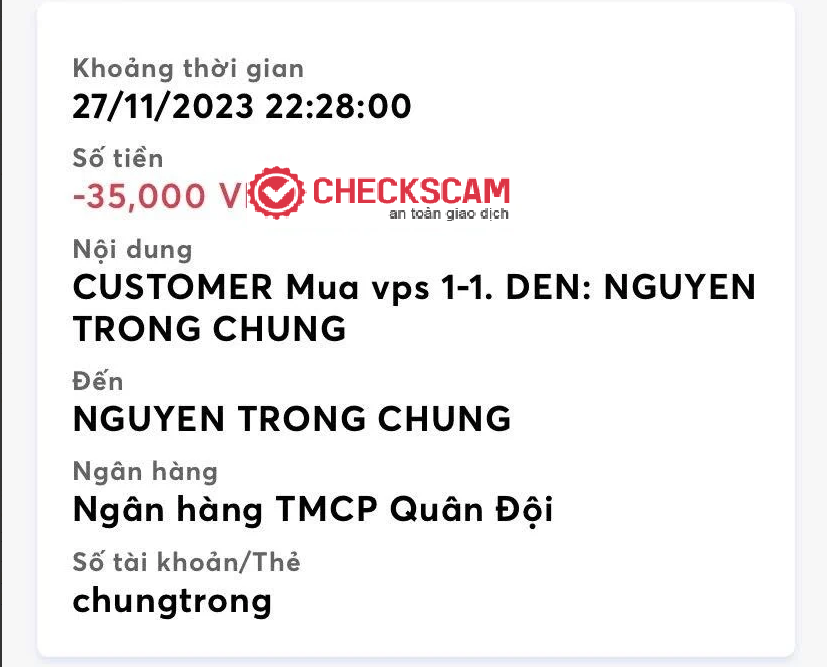 Khoảng thời gian
27/11/2023 22:28:00
Số tiền
-35,000 V
CHECKSCAM
an toàn giao dịch
Nội dung
CUSTOMER Mua vps 1-1. DEN: NGUYEN
TRONG CHUNG
Đến
NGUYEN TRONG CHUNG
Ngân hàng
Ngân hàng TMCP Quân Đội
Số tài khoản/Thẻ
chungtrong